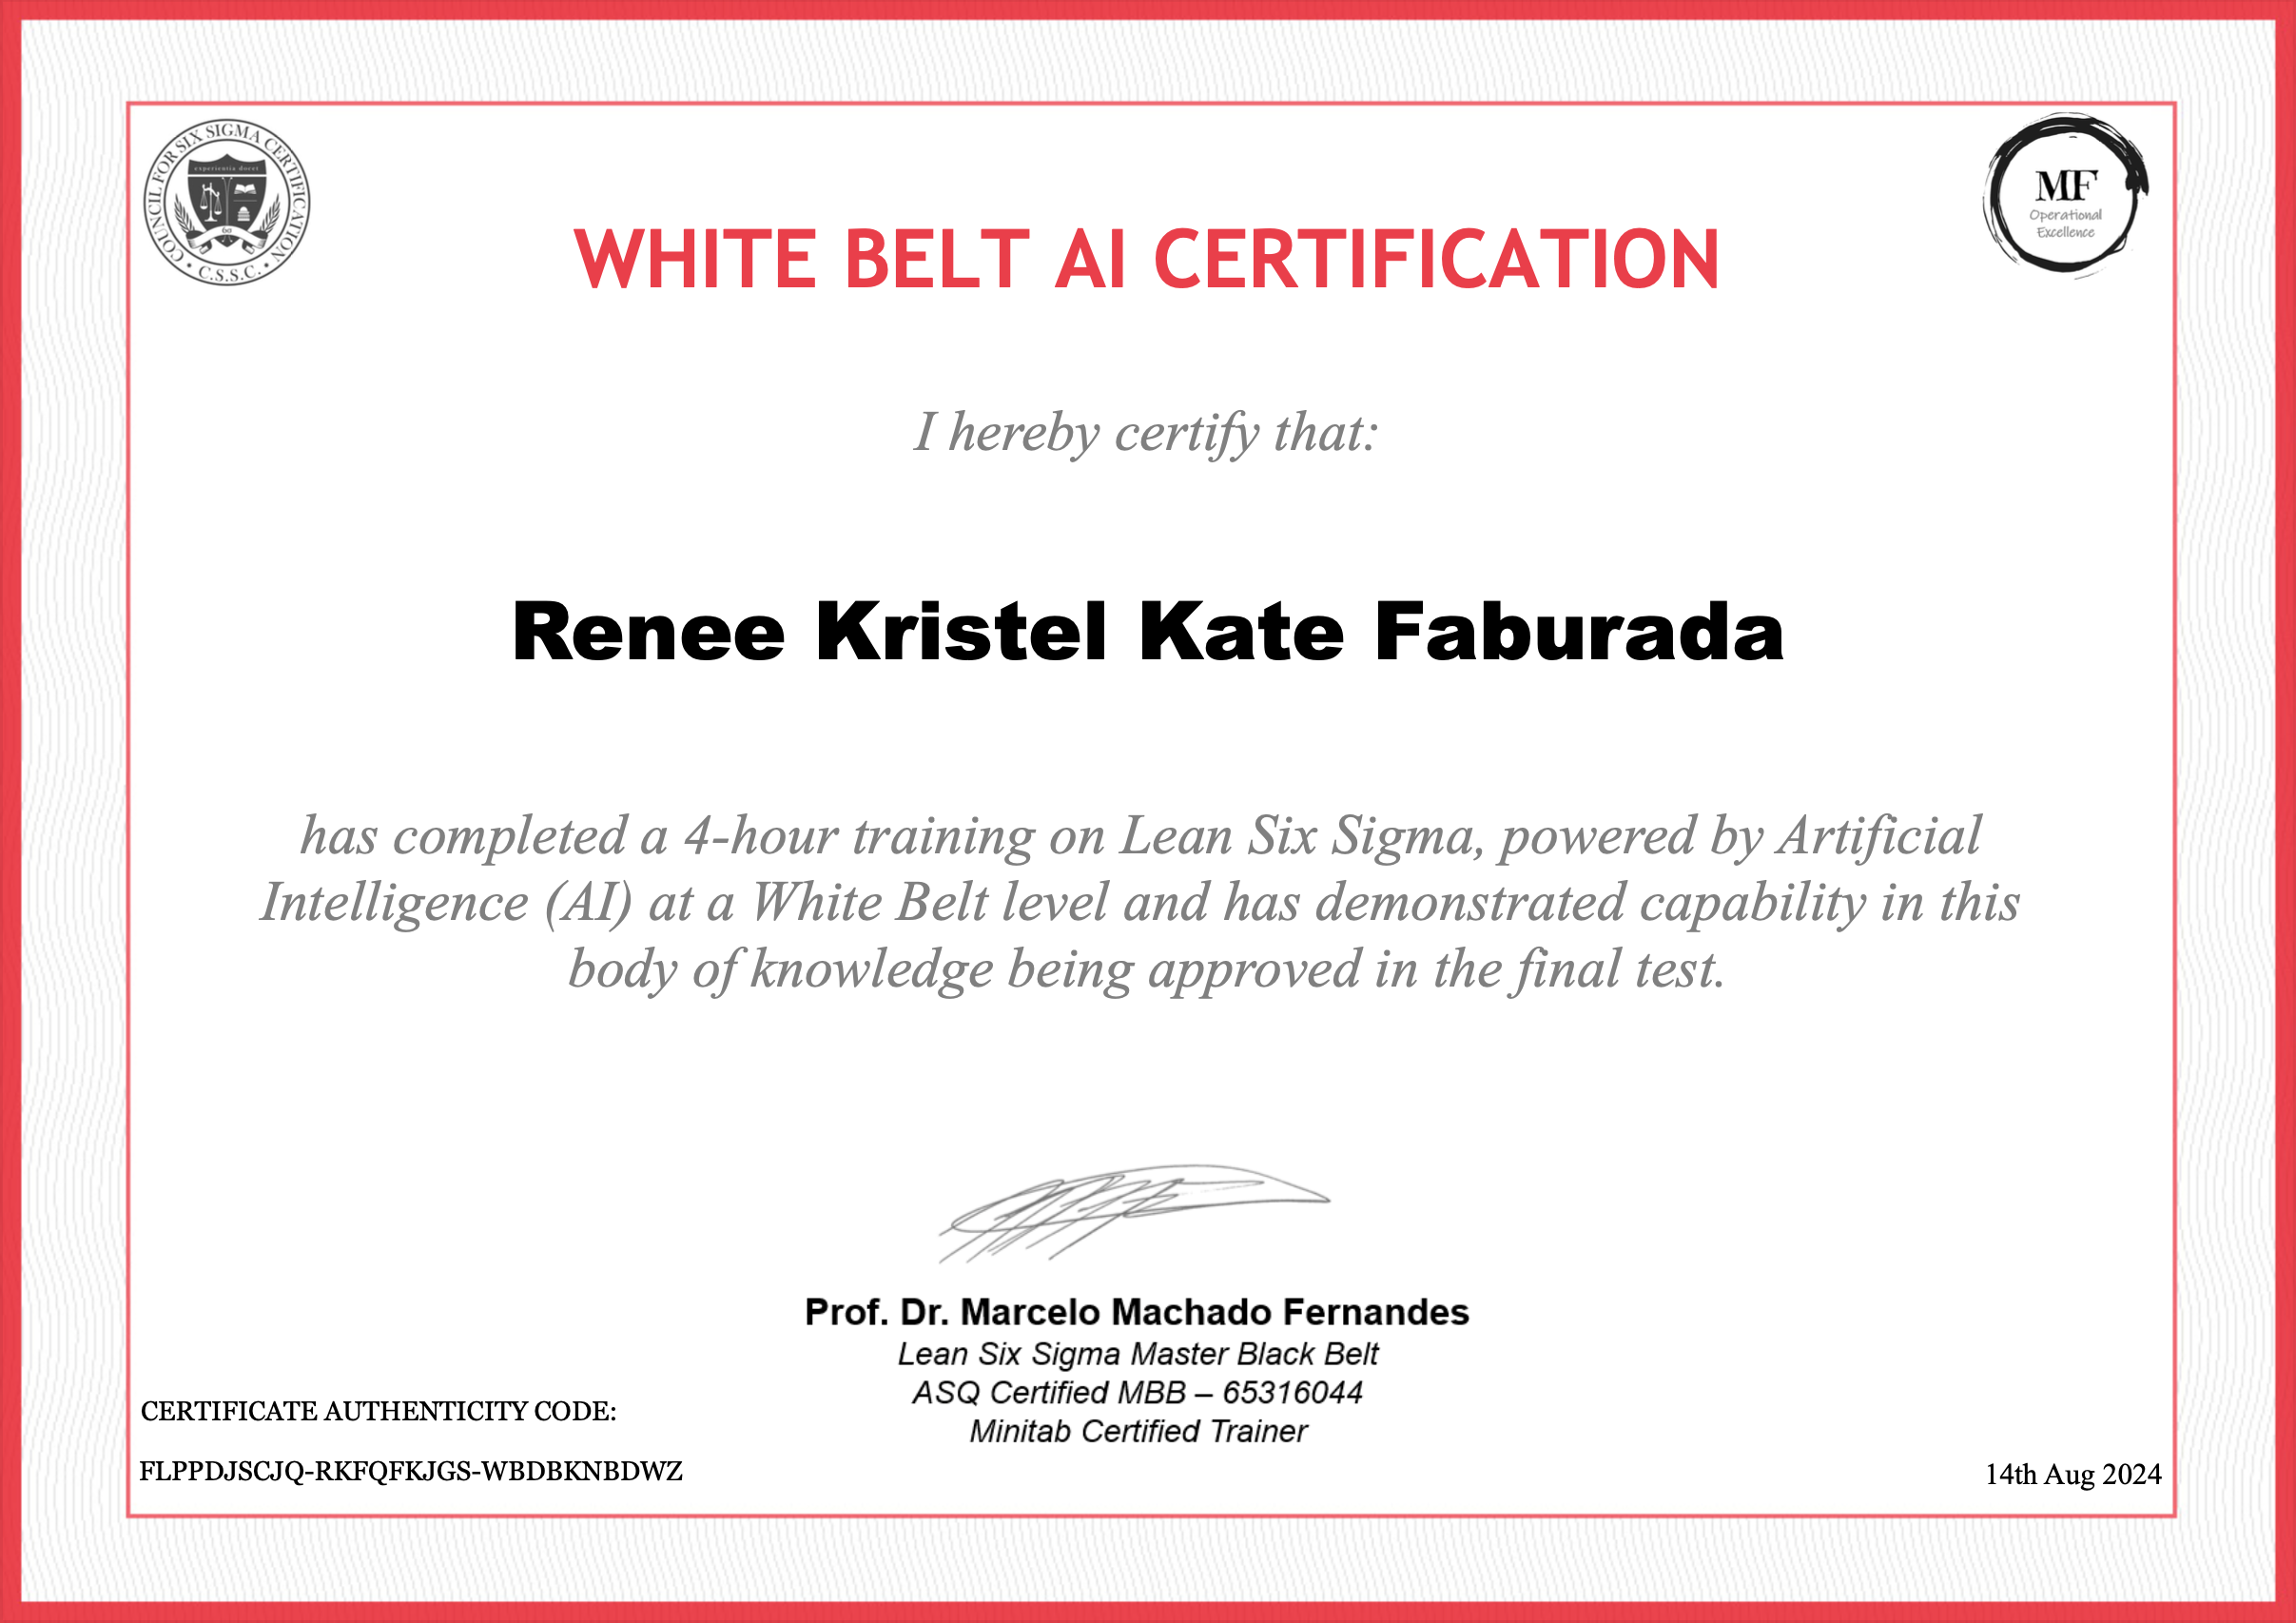 COUNCIL FOR SIX SIGMA CERTIFICATION
experientia docet
6σ
• C.S.S.C. •
MF
Operational
Excellence
WHITE BELT AI CERTIFICATION
I hereby certify that:
Renee Kristel Kate Faburada
has completed a 4-hour training on Lean Six Sigma, powered by Artificial
Intelligence (AI) at a White Belt level and has demonstrated capability in this
body of knowledge being approved in the final test.
Prof. Dr. Marcelo Machado Fernandes
Lean Six Sigma Master Black Belt
ASQ Certified MBB – 65316044
Minitab Certified Trainer
CERTIFICATE AUTHENTICITY CODE:
FLPPDJSCJQ-RKFQFKJGS-WBDBKNBDWZ
14th Aug 2024